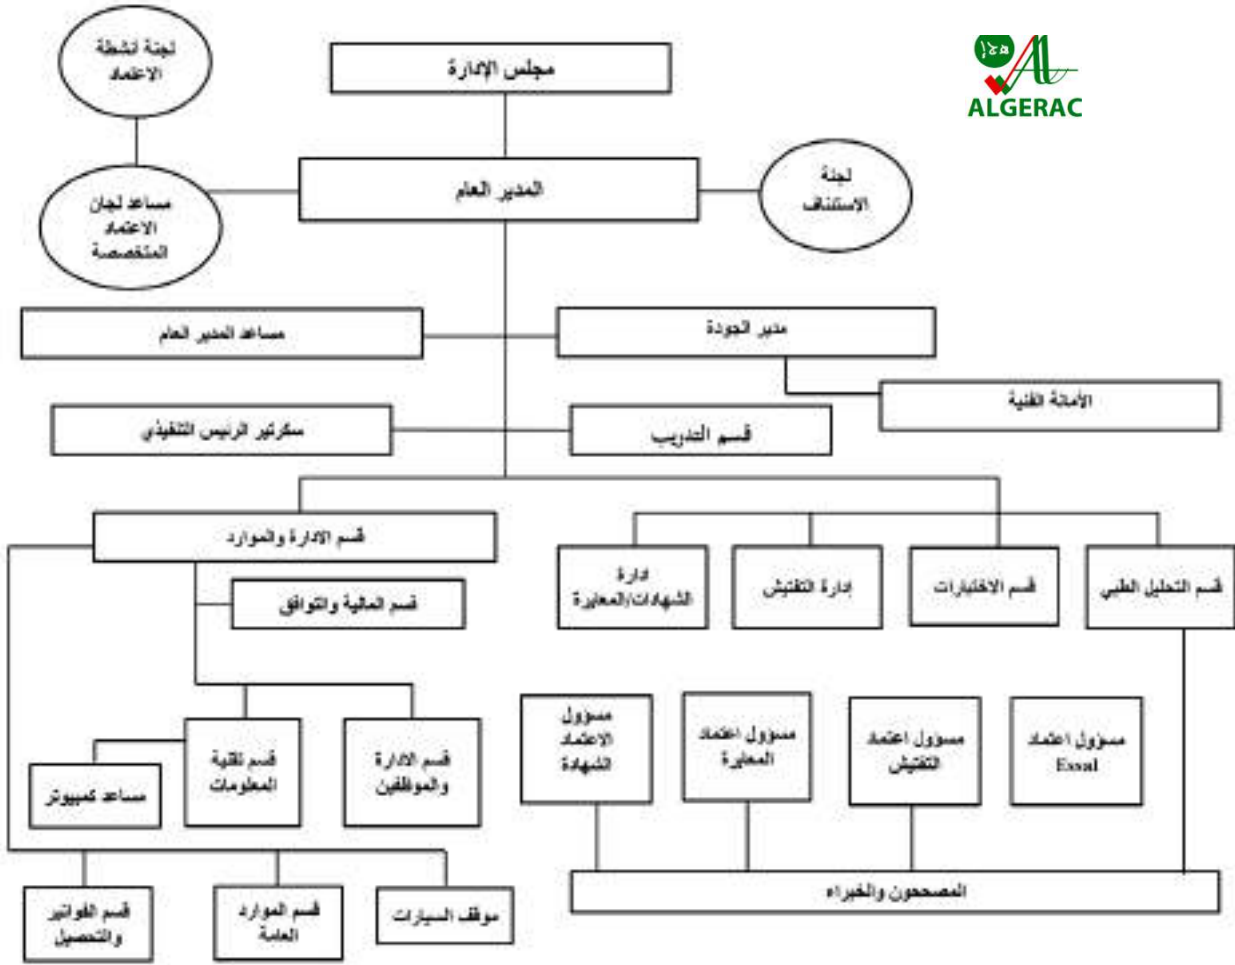 لجنة انشطة
الاعتماد
مجلس الإدارة
ALGERAC
المدير العام
لجنة
الاستئناف
مساعد لجان
الاعتماد
المتخصصة
مدير الجودة
مساعد المدير العام
الأمانة الفنية
قسم التدريب
سكرتير الرئيس التنفيذي
قسم الادارة والموارد
قسم التحليل الطبي
قسم الاختبارات
إدارة التفتيش
ادارة
الشهادات/المعايرة
قسم المالية والتوافق
مسؤول اعتماد
Essal
مسؤول اعتماد
التفتيش
مسؤول اعتماد
المعايرة
مسؤول
الاعتماد
الشهادة
قسم الادارة
والموظفين
قسم تقنية
المعلومات
مساعد كمبيوتر
المصححون والخبراء
موقف السيارات
قسم الموارد
العامة
قسم الفواتير
والتحصيل